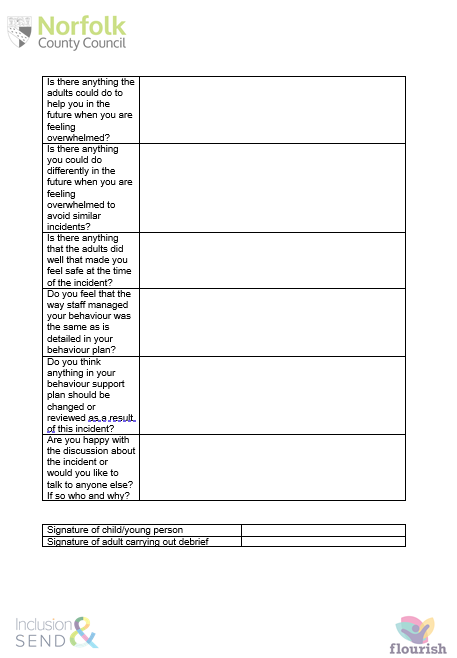 Norfolk
County Council
Is there anything the
adults could do to
help you in the
future when you are
feeling
overwhelmed?
Is there anything
you could do
differently in the
future when you are
feeling
overwhelmed to
avoid similar
incidents?
Is there anything
that the adults did
well that made you
feel safe at the time
of the incident?
Do you feel that the
way staff managed
your behaviour was
the same as is
detailed in your
behaviour plan?
Do you think
anything in your
behaviour support
plan should be
changed or
reviewed as a result
of this incident?
Are you happy with
the discussion about
the incident or
would you like to
talk to anyone else?
If so who and why?
Signature of child/young person
Signature of adult carrying out debrief
Inclusion
SEND &
flourish